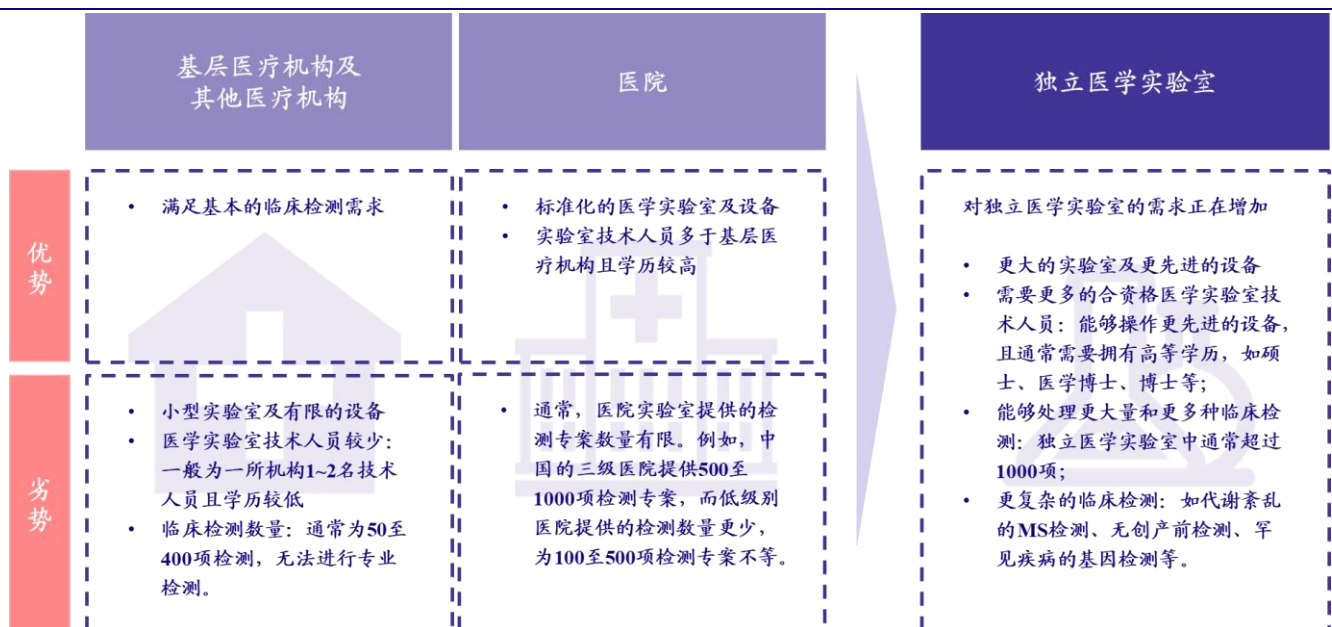 基层医疗机构及
其他医疗机构
医院
独立医学实验室
优势
• 满足基本的临床检测需求
• 标准化的医学实验室及设备
• 实验室技术人员多于基层医
疗机构且学历较高
对独立医学实验室的需求正在增加
• 更大的实验室及更先进的设备
• 需要更多的合资格医学实验室技
术人员：能够操作更先进的设备，
且通常需要拥有高等学历，如硕
士、医学博士、博士等；
• 能够处理更大量和更多种临床检
测：独立医学实验室中通常超过
1000项；
• 更复杂的临床检测：如代谢紊乱
的MS检测、无创产前检测、罕
见疾病的基因检测等。
劣势
• 小型实验室及有限的设备
• 医学实验室技术人员较少：
一般为一所机构1~2名技术
人员且学历较低
• 临床检测数量：通常为50至
400项检测，无法进行专业
检测。
• 通常，医院实验室提供的检
测专案数量有限。例如，中
国的三级医院提供500至
1000项检测专案，而低级别
医院提供的检测数量更少，
为100至500项检测专案不等。